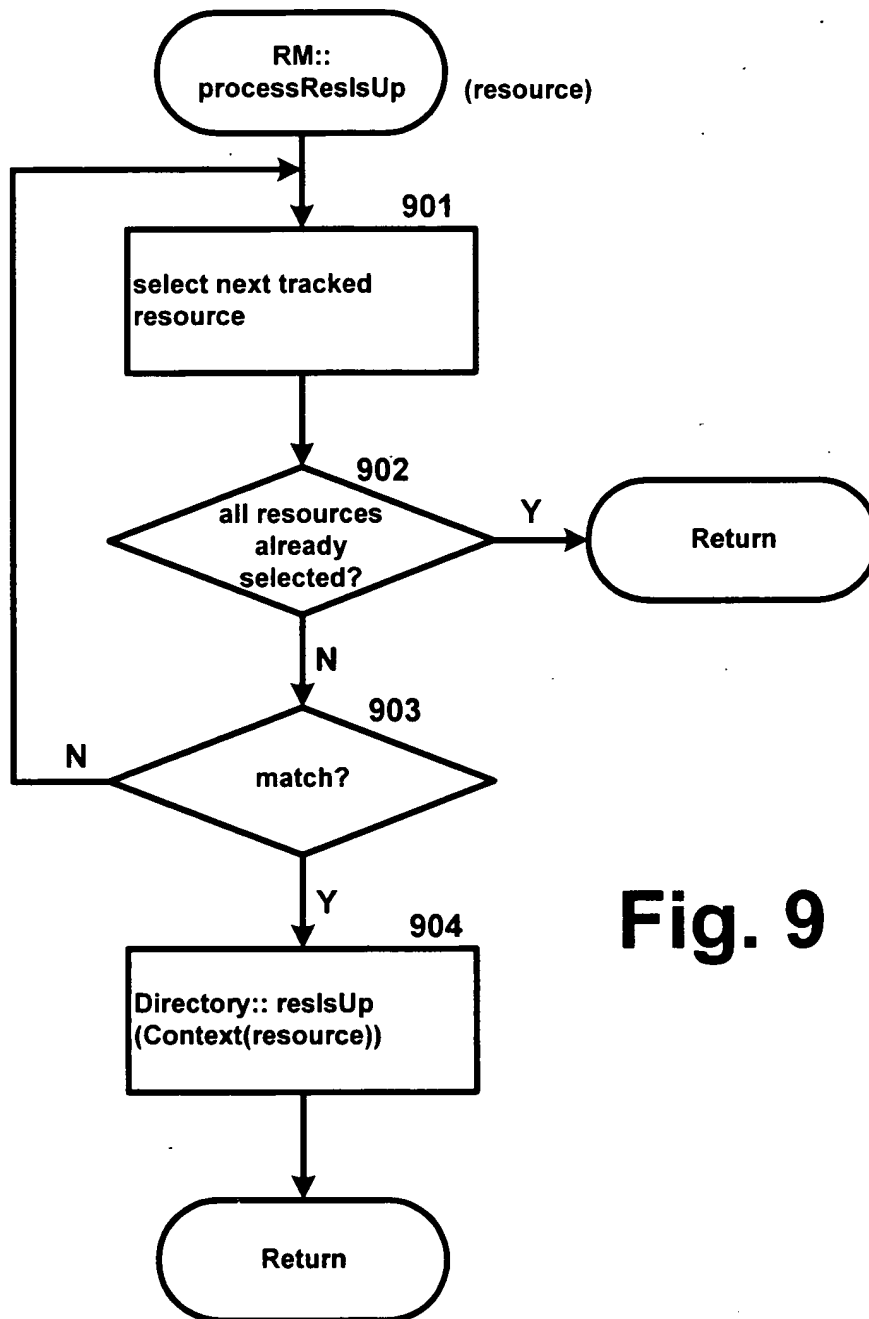 RM::
processResIsUp
(resource)
901
select next tracked
resource
902
all resources
already
selected?
Y
Return
N
903
match?
N
Y
904
Directory:: resIsUp
(Context(resource))
Return
Fig. 9